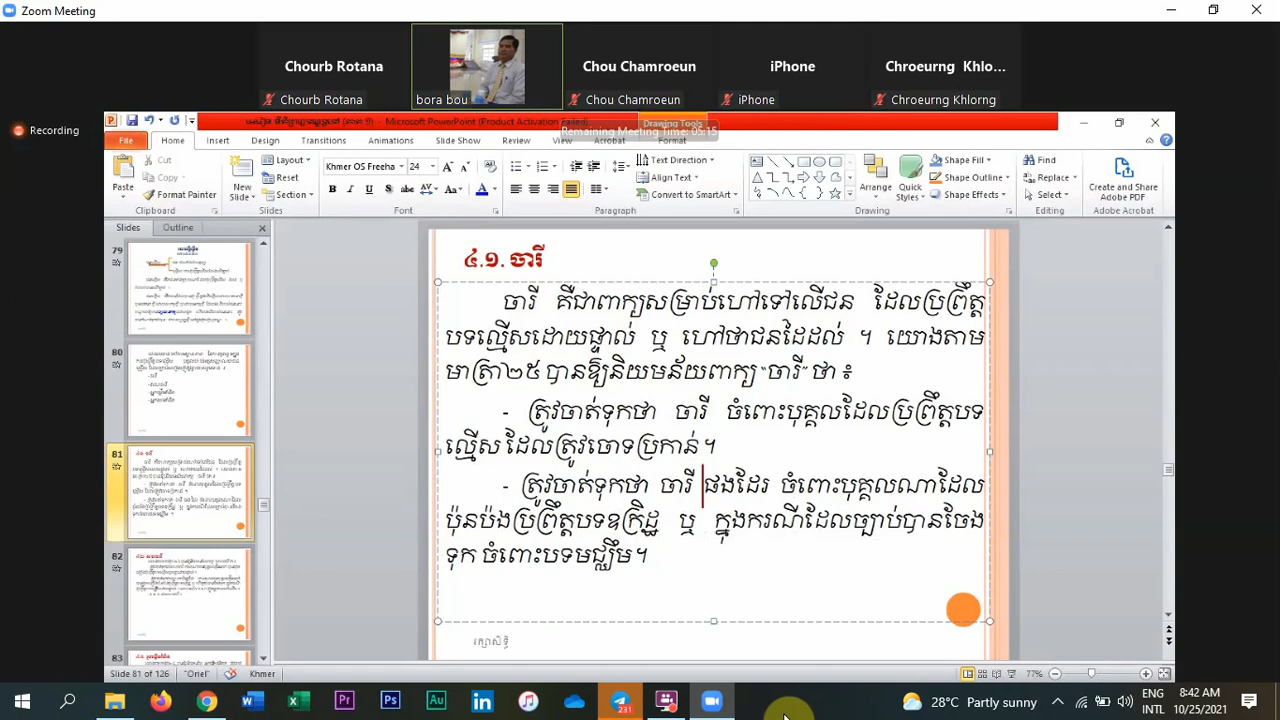 Zoom Meeting
Chourb Rotana
Chou Chamroeun
iPhone
Chroeurng Khlo...
Chourb Rotana
bora bou
Chou Chamroeun
iPhone
Chroeurng Khlorng
Recording
Microsoft PowerPoint (Product Activation Failed)
Drawing Tools
Remaining Meeting Time: 05:15
File Home Insert Design Transitions Animations Slide Show Review View Acrobat Format
Cut
Copy
Format Painter
Paste
Clipboard
New Slide
Layout
Reset
Section
Slides
Khmer OS Freeha 24
Font
Text Direction
Align Text
Convert to SmartArt
Paragraph
Arrange
Quick Styles
Shape Fill
Shape Outline
Shape Effects
Drawing
Find
Replace
Select
Editing
Create and Share Adobe PDF
Adobe Acrobat
Slides Outline
79
80
81
82
83
៤.១. ចារី
ចារី គឺជាពាក្យសម្រាប់ហៅទៅលើជន ដែលប្រព្រឹត្ត
បទល្មើសដោយផ្ទាល់ ឬ ហៅថាជនដៃដល់ ។ យោងតាម
មាត្រា២៥ បានឱ្យនិយមន័យពាក្យ “ចារី” ថា ៖
- ត្រូវចាត់ទុកថា ចារី ចំពោះបុគ្គលដែលប្រព្រឹត្តបទ
ល្មើស ដែលត្រូវចោទប្រកាន់ ។
- ត្រូវចាត់ទុកថា ចារី ផងដែរ ចំពោះបុគ្គលណាដែល
ប៉ុនប៉ងប្រព្រឹត្តបទឧក្រិដ្ឋ ឬ ក្នុងករណីដែលច្បាប់បានចែង
ទុក ចំពោះបទមជ្ឈឹម។
រក្សាសិទ្ធិ
Slide 81 of 126 "Oriel" Khmer 77%
28°C Partly sunny
ENG
INTL
8:42 AM
10/25/2021
231